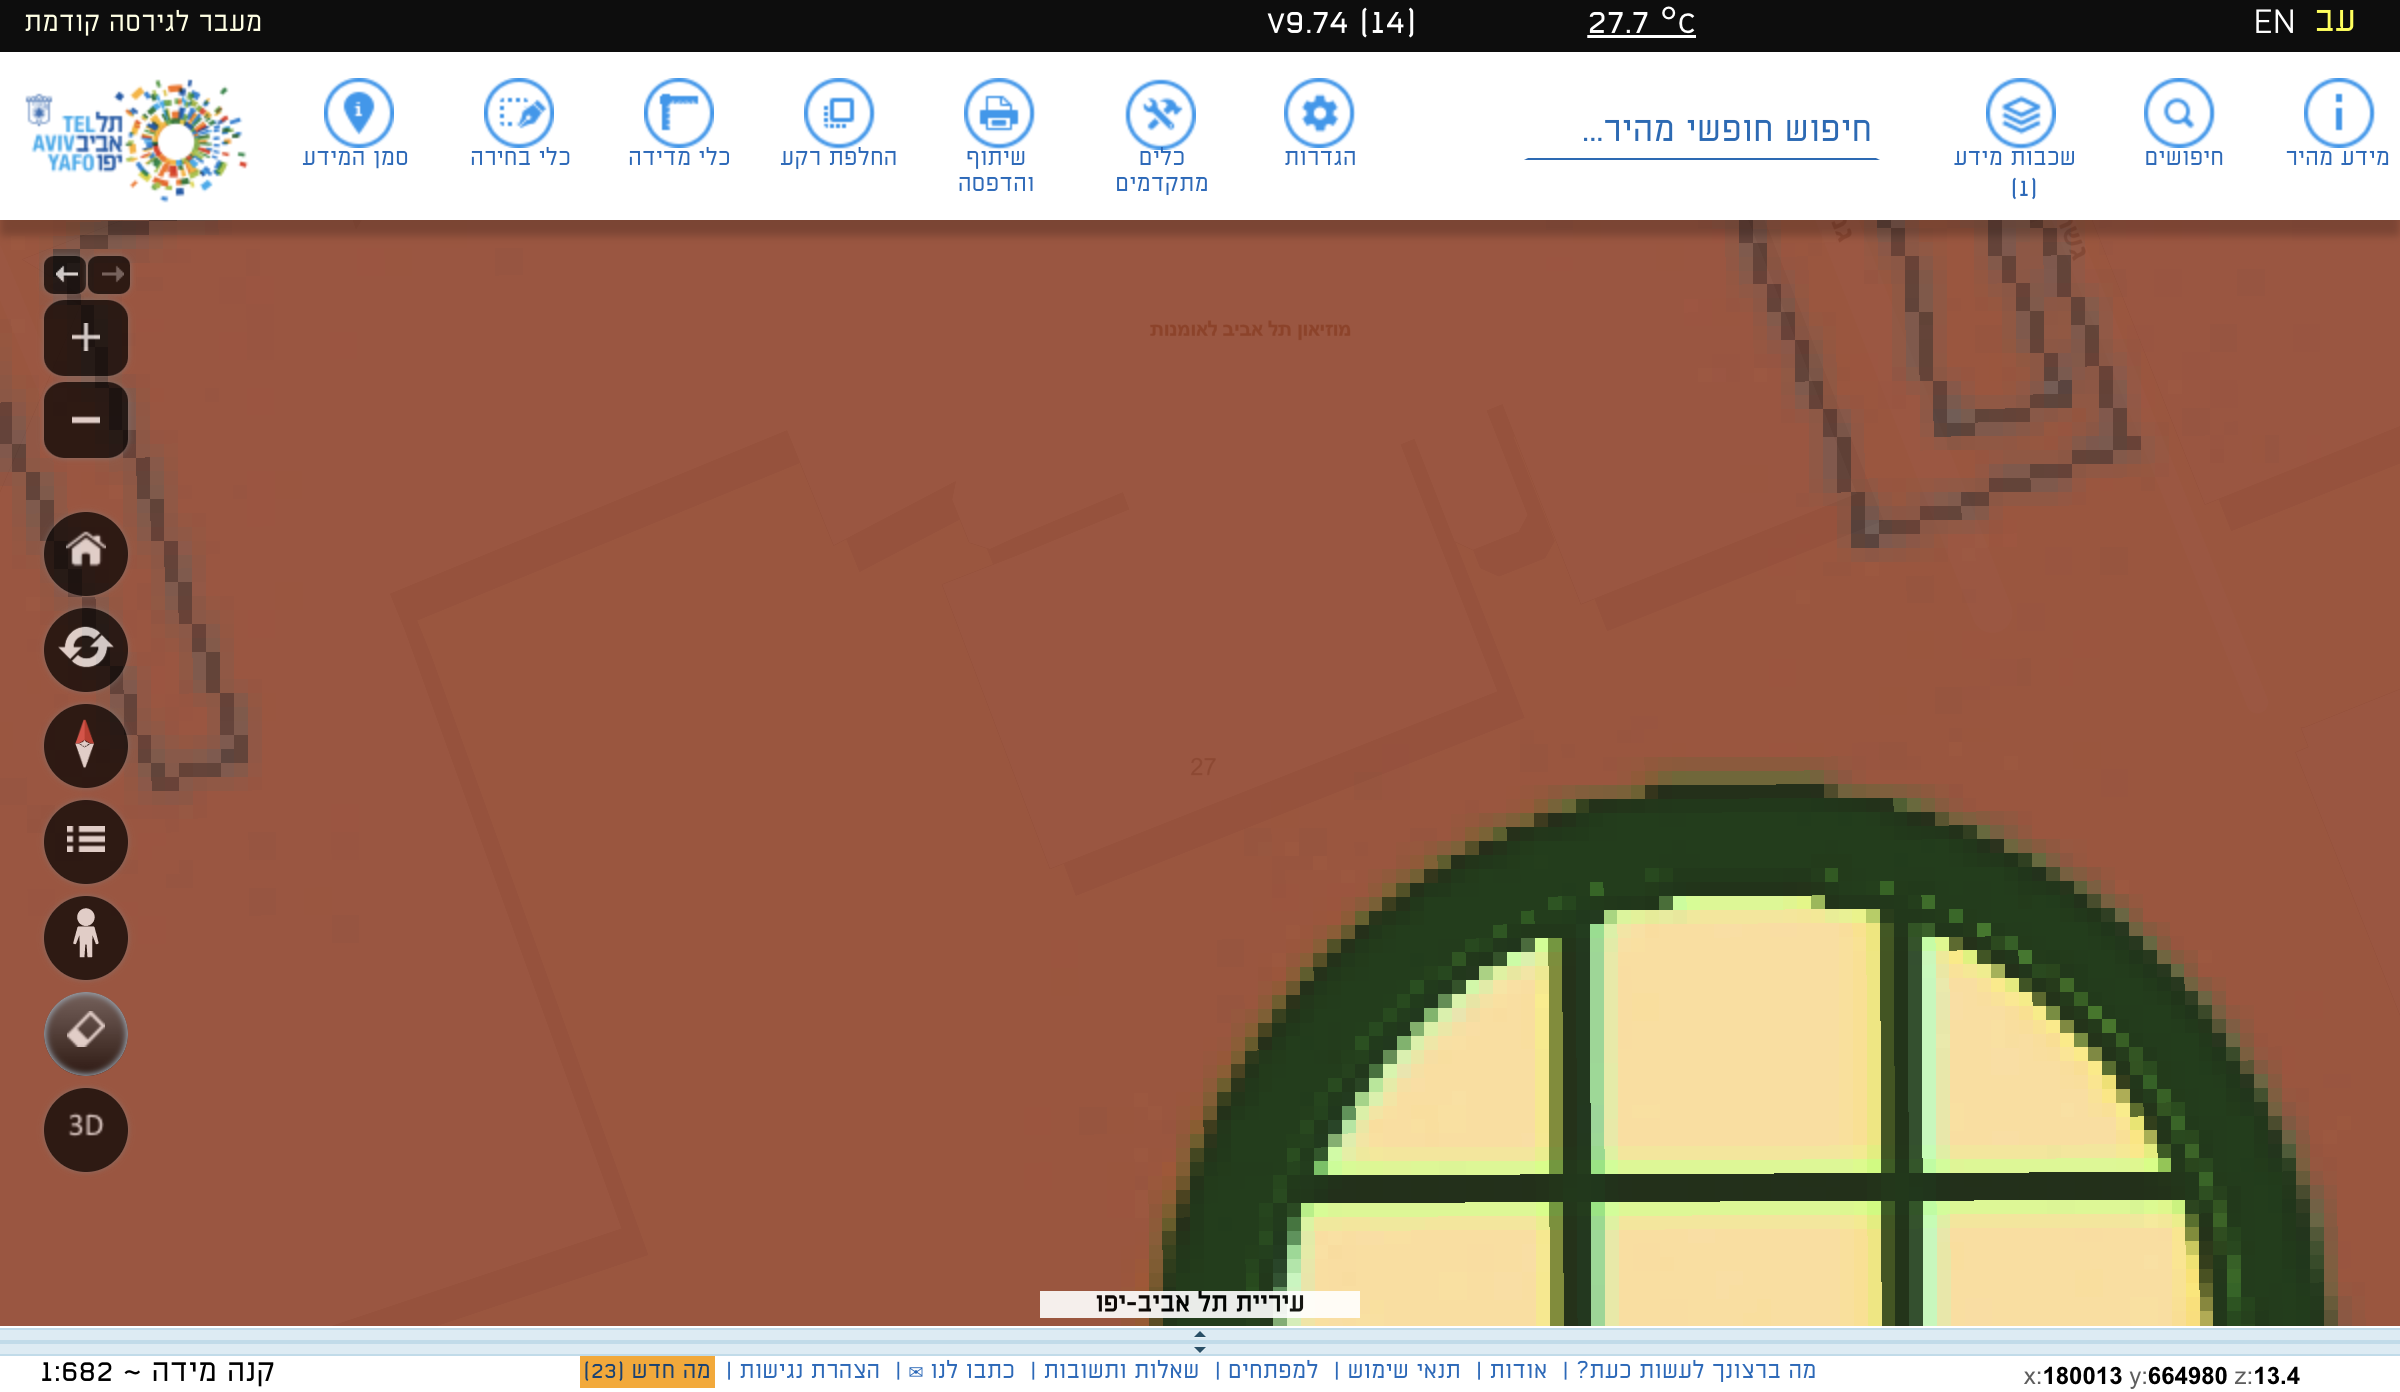 עב EN
27.7 °C
V9.74 (14)
מעבר לגירסה קודמת
מידע מהיר
חיפושים
שכבות מידע
(1)
חיפוש חופשי מהיר...
הגדרות
כלים
מתקדמים
שיתוף
והדפסה
החלפת רקע
כלי מדידה
כלי בחירה
סמן המידע
TEL תל
AVIV אביב
YAFO יפו
מוזיאון תל אביב לאומנות
27
3D
עיריית תל אביב-יפו
x:180013 y:664980 z:13.4
מה ברצונך לעשות כעת? | אודות | תנאי שימוש | למפתחים | שאלות ותשובות | כתבו לנו ✉ | הצהרת נגישות | מה חדש (23)
קנה מידה ~ 1:682